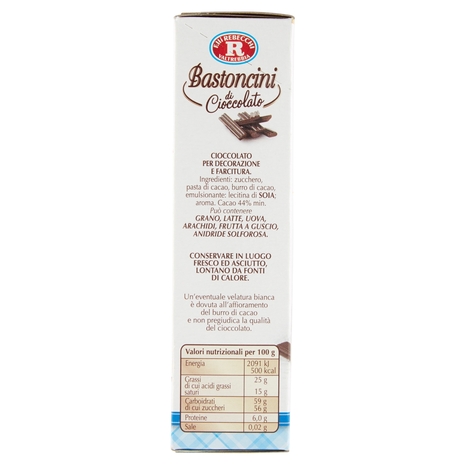 F.LLI REBECCHI
R
VALTREBBIA
Bastoncini
di
Cioccolato
CIOCCOLATO
PER DECORAZIONE
E FARCITURA.
Ingredienti: zucchero,
pasta di cacao, burro di cacao,
emulsionante: lecitina di SOIA;
aroma. Cacao 44% min.
Può contenere
GRANO, LATTE, UOVA,
ARACHIDI, FRUTTA A GUSCIO,
ANIDRIDE SOLFOROSA.
CONSERVARE IN LUOGO
FRESCO ED ASCIUTTO,
LONTANO DA FONTI
DI CALORE.
Un'eventuale velatura bianca
è dovuta all'affioramento
del burro di cacao
e non pregiudica la qualità
del cioccolato.
Valori nutrizionali per 100 g
Energia 2091 kJ
500 kcal
Grassi 25 g
di cui acidi grassi
saturi 15 g
Carboidrati 59 g
di cui zuccheri 56 g
Proteine 6,0 g
Sale 0,02 g